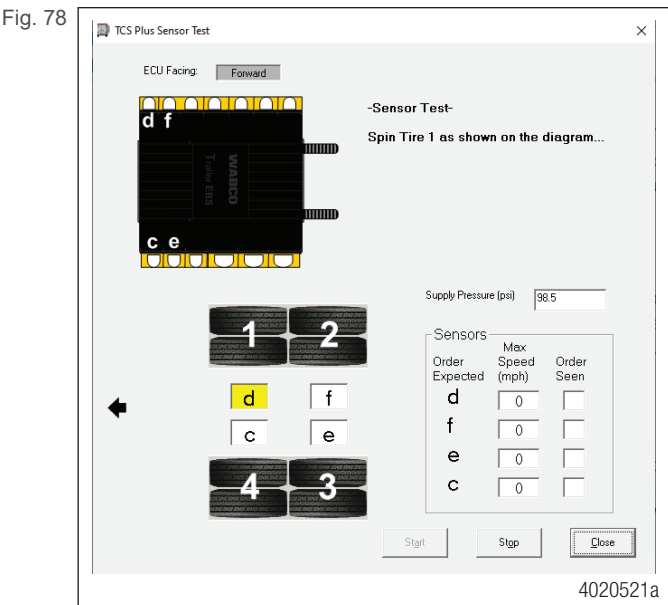 Fig. 78
TCS Plus Sensor Test
ECU Facing: Forward
d f
WABCO
Trailer EBS
c e
-Sensor Test-
Spin Tire 1 as shown on the diagram...
Supply Pressure (psi) 98.5
1 2
d f
c e
4 3
Sensors
Order Expected Max Speed (mph) Order Seen
d 0
f 0
e 0
c 0
Start Stop Close
4020521a